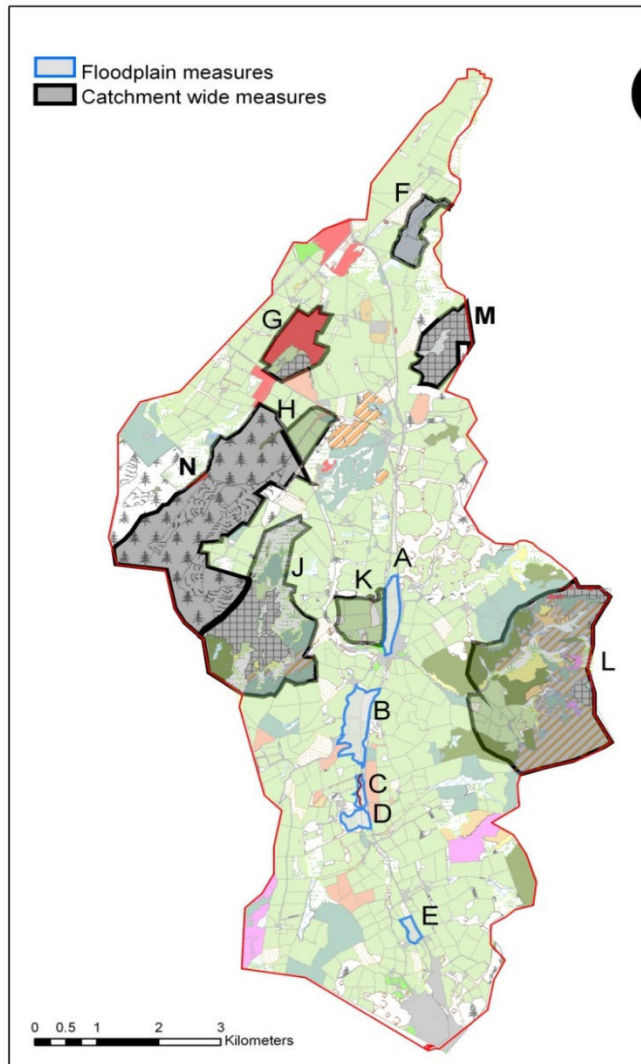 Floodplain measures
Catchment wide measures
F
M
G
H
N
A
J
K
L
B
C
D
E
0 0.5 1 2 3
Kilometers